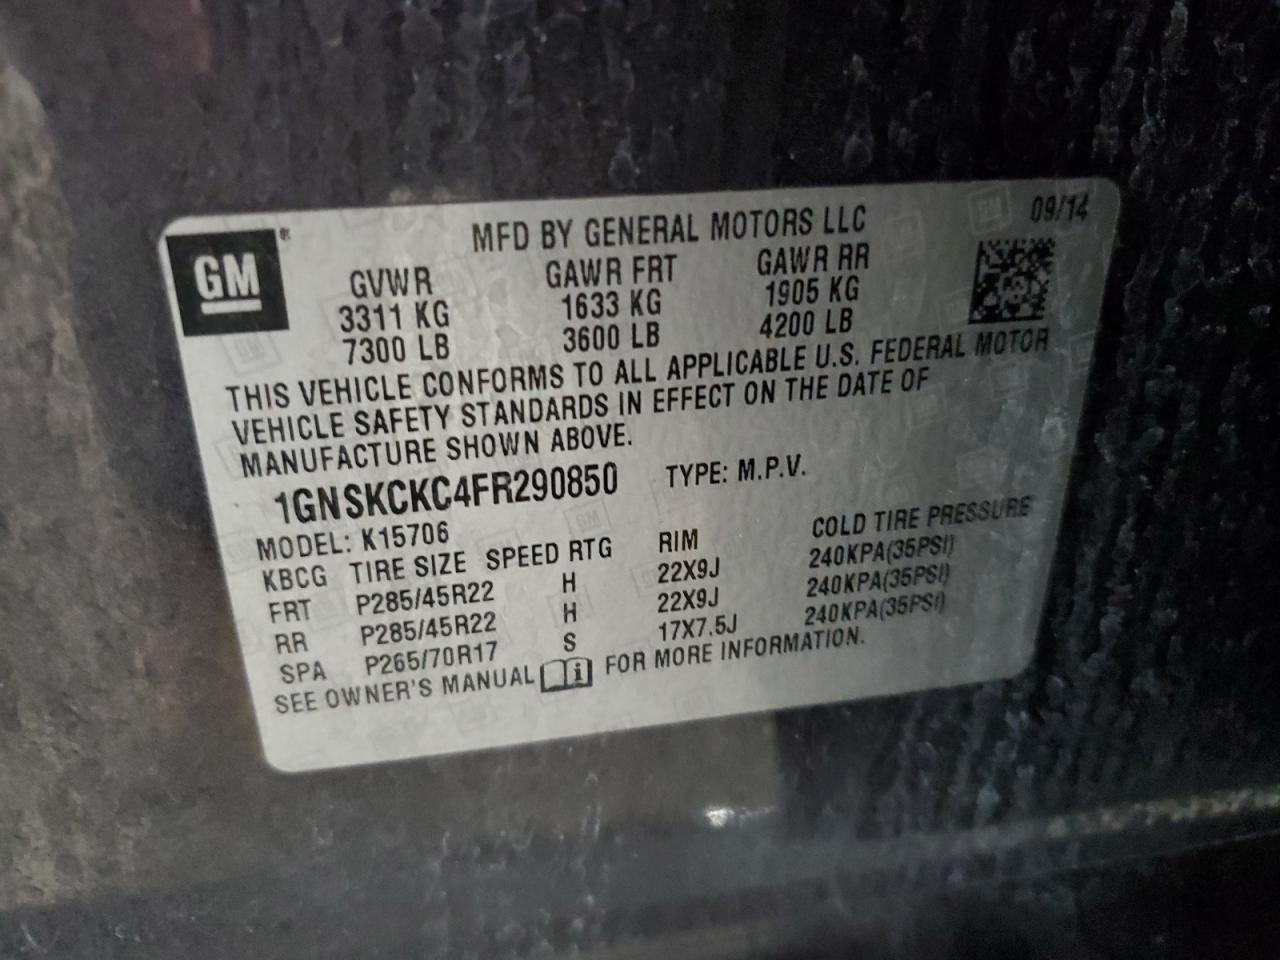 GM®
MFD BY GENERAL MOTORS LLC
09/14
GVWR GAWR FRT GAWR RR
3311 KG 1633 KG 1905 KG
7300 LB 3600 LB 4200 LB
THIS VEHICLE CONFORMS TO ALL APPLICABLE U.S. FEDERAL MOTOR
VEHICLE SAFETY STANDARDS IN EFFECT ON THE DATE OF
MANUFACTURE SHOWN ABOVE.
1GNSKCKC4FR290850 TYPE: M.P.V.
MODEL: K15706
KBCG TIRE SIZE SPEED RTG RIM COLD TIRE PRESSURE
FRT P285/45R22 H 22X9J 240KPA(35PSI)
RR P285/45R22 H 22X9J 240KPA(35PSI)
SPA P265/70R17 S 17X7.5J 240KPA(35PSI)
SEE OWNER'S MANUAL i FOR MORE INFORMATION.